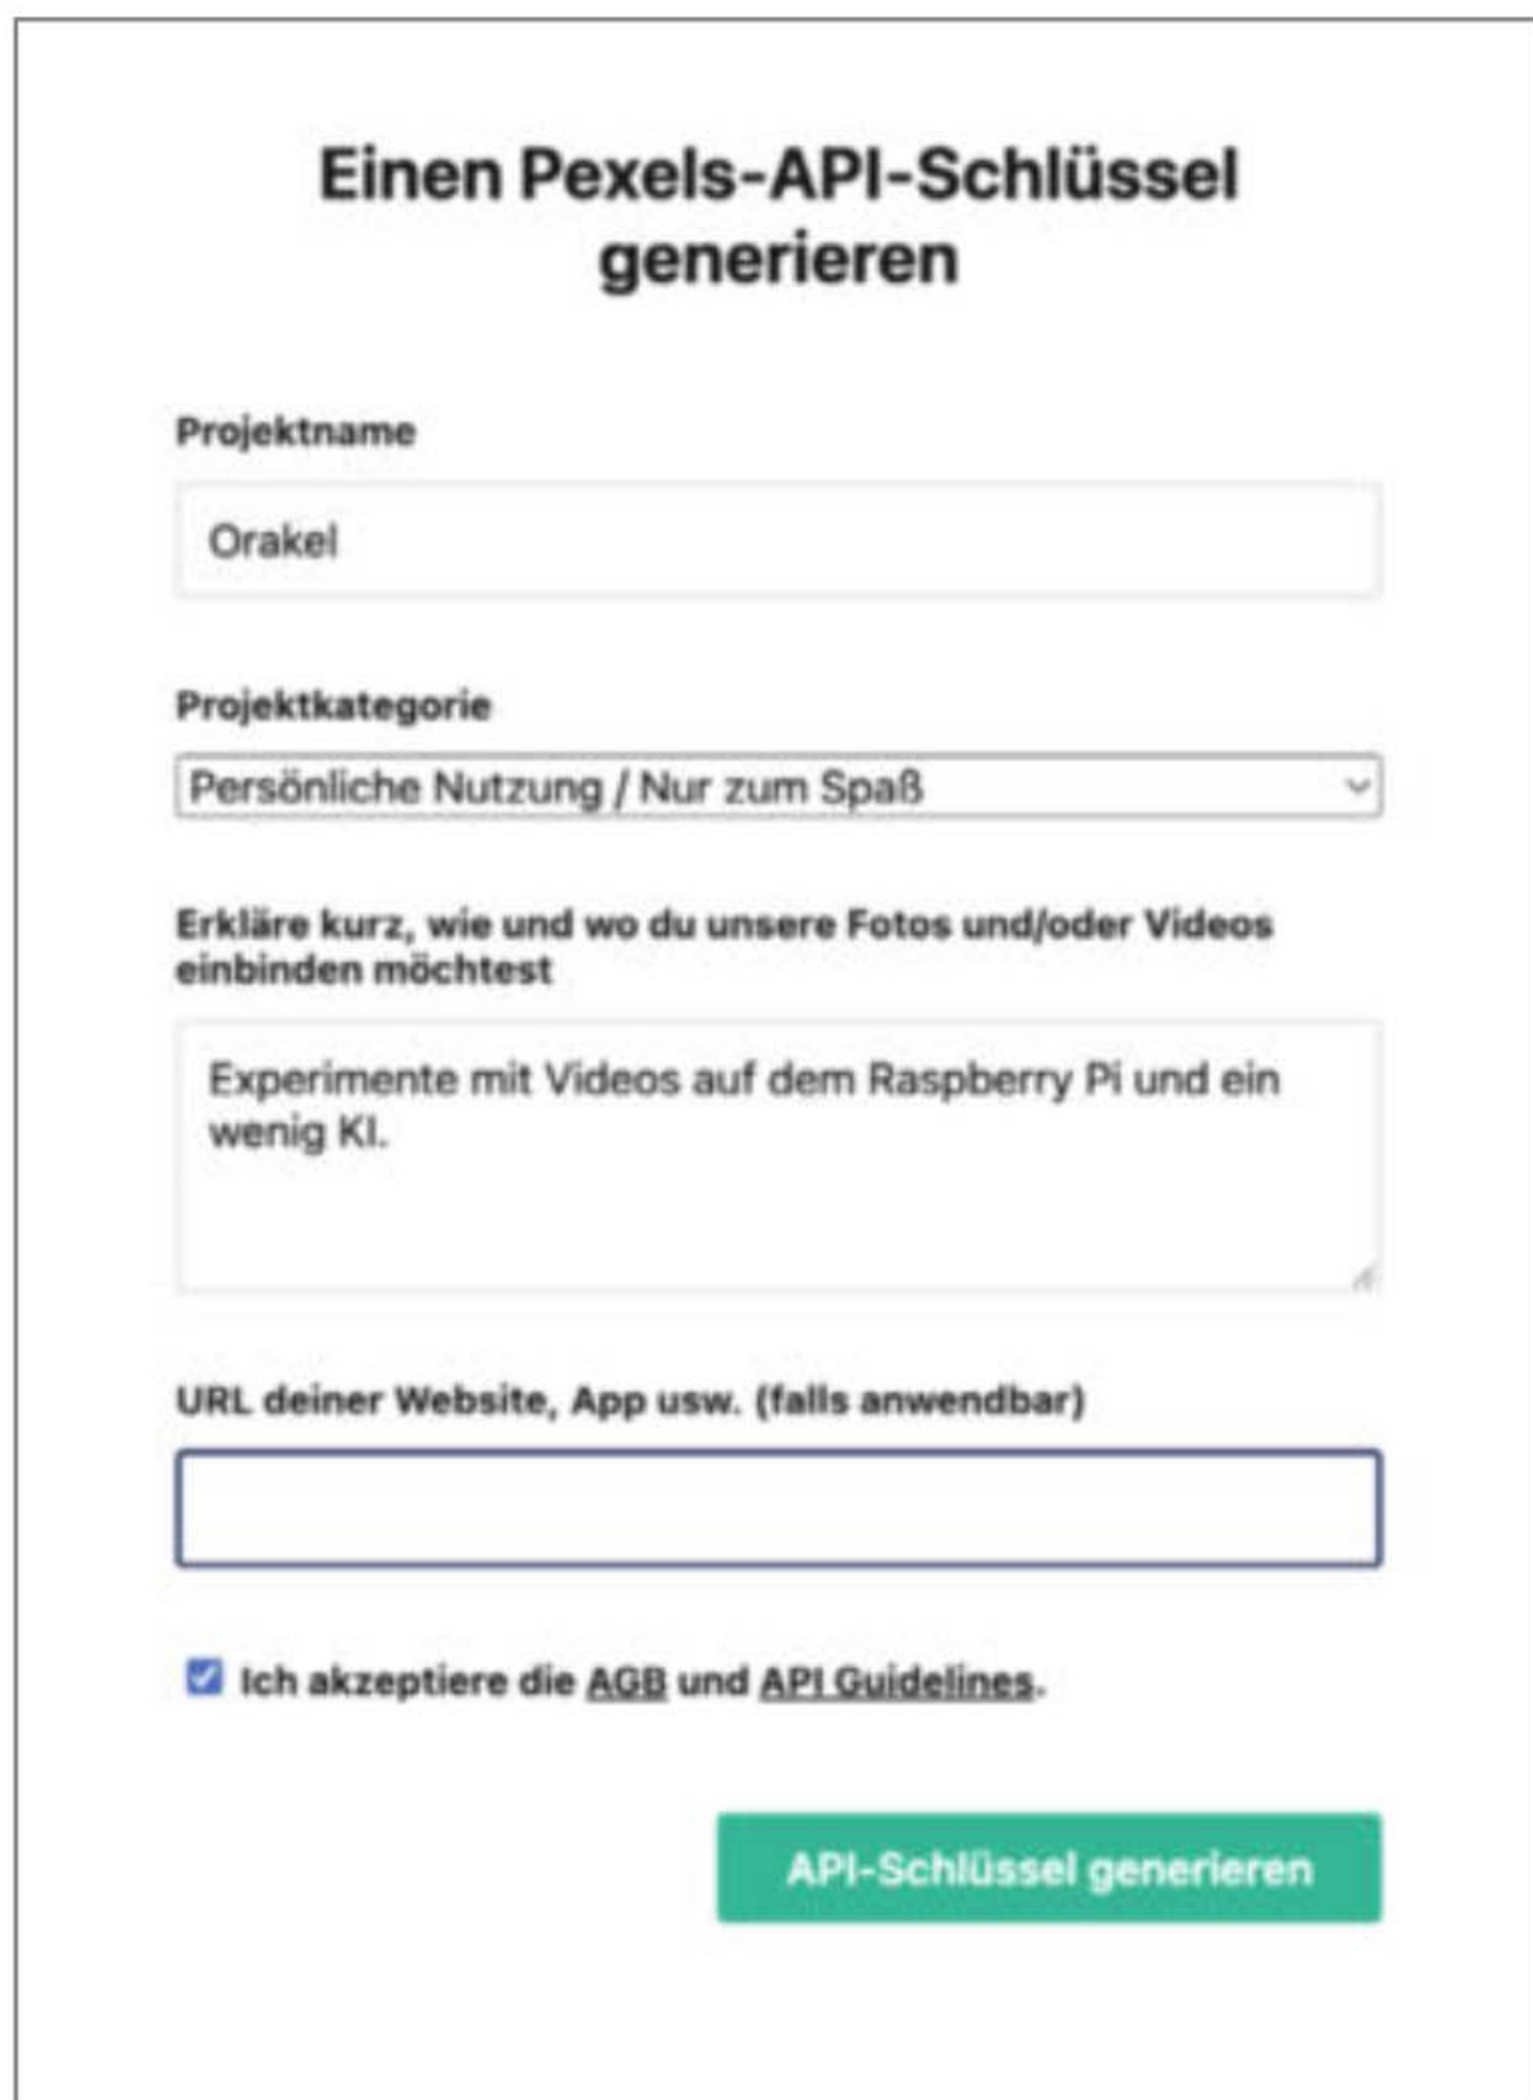 Einen Pexels-API-Schlüssel
generieren
Projektname
Orakel
Projektkategorie
Persönliche Nutzung / Nur zum Spaß
Erkläre kurz, wie und wo du unsere Fotos und/oder Videos
einbinden möchtest
Experimente mit Videos auf dem Raspberry Pi und ein
wenig KI.
URL deiner Website, App usw. (falls anwendbar)
Ich akzeptiere die AGB und API Guidelines.
API-Schlüssel generieren